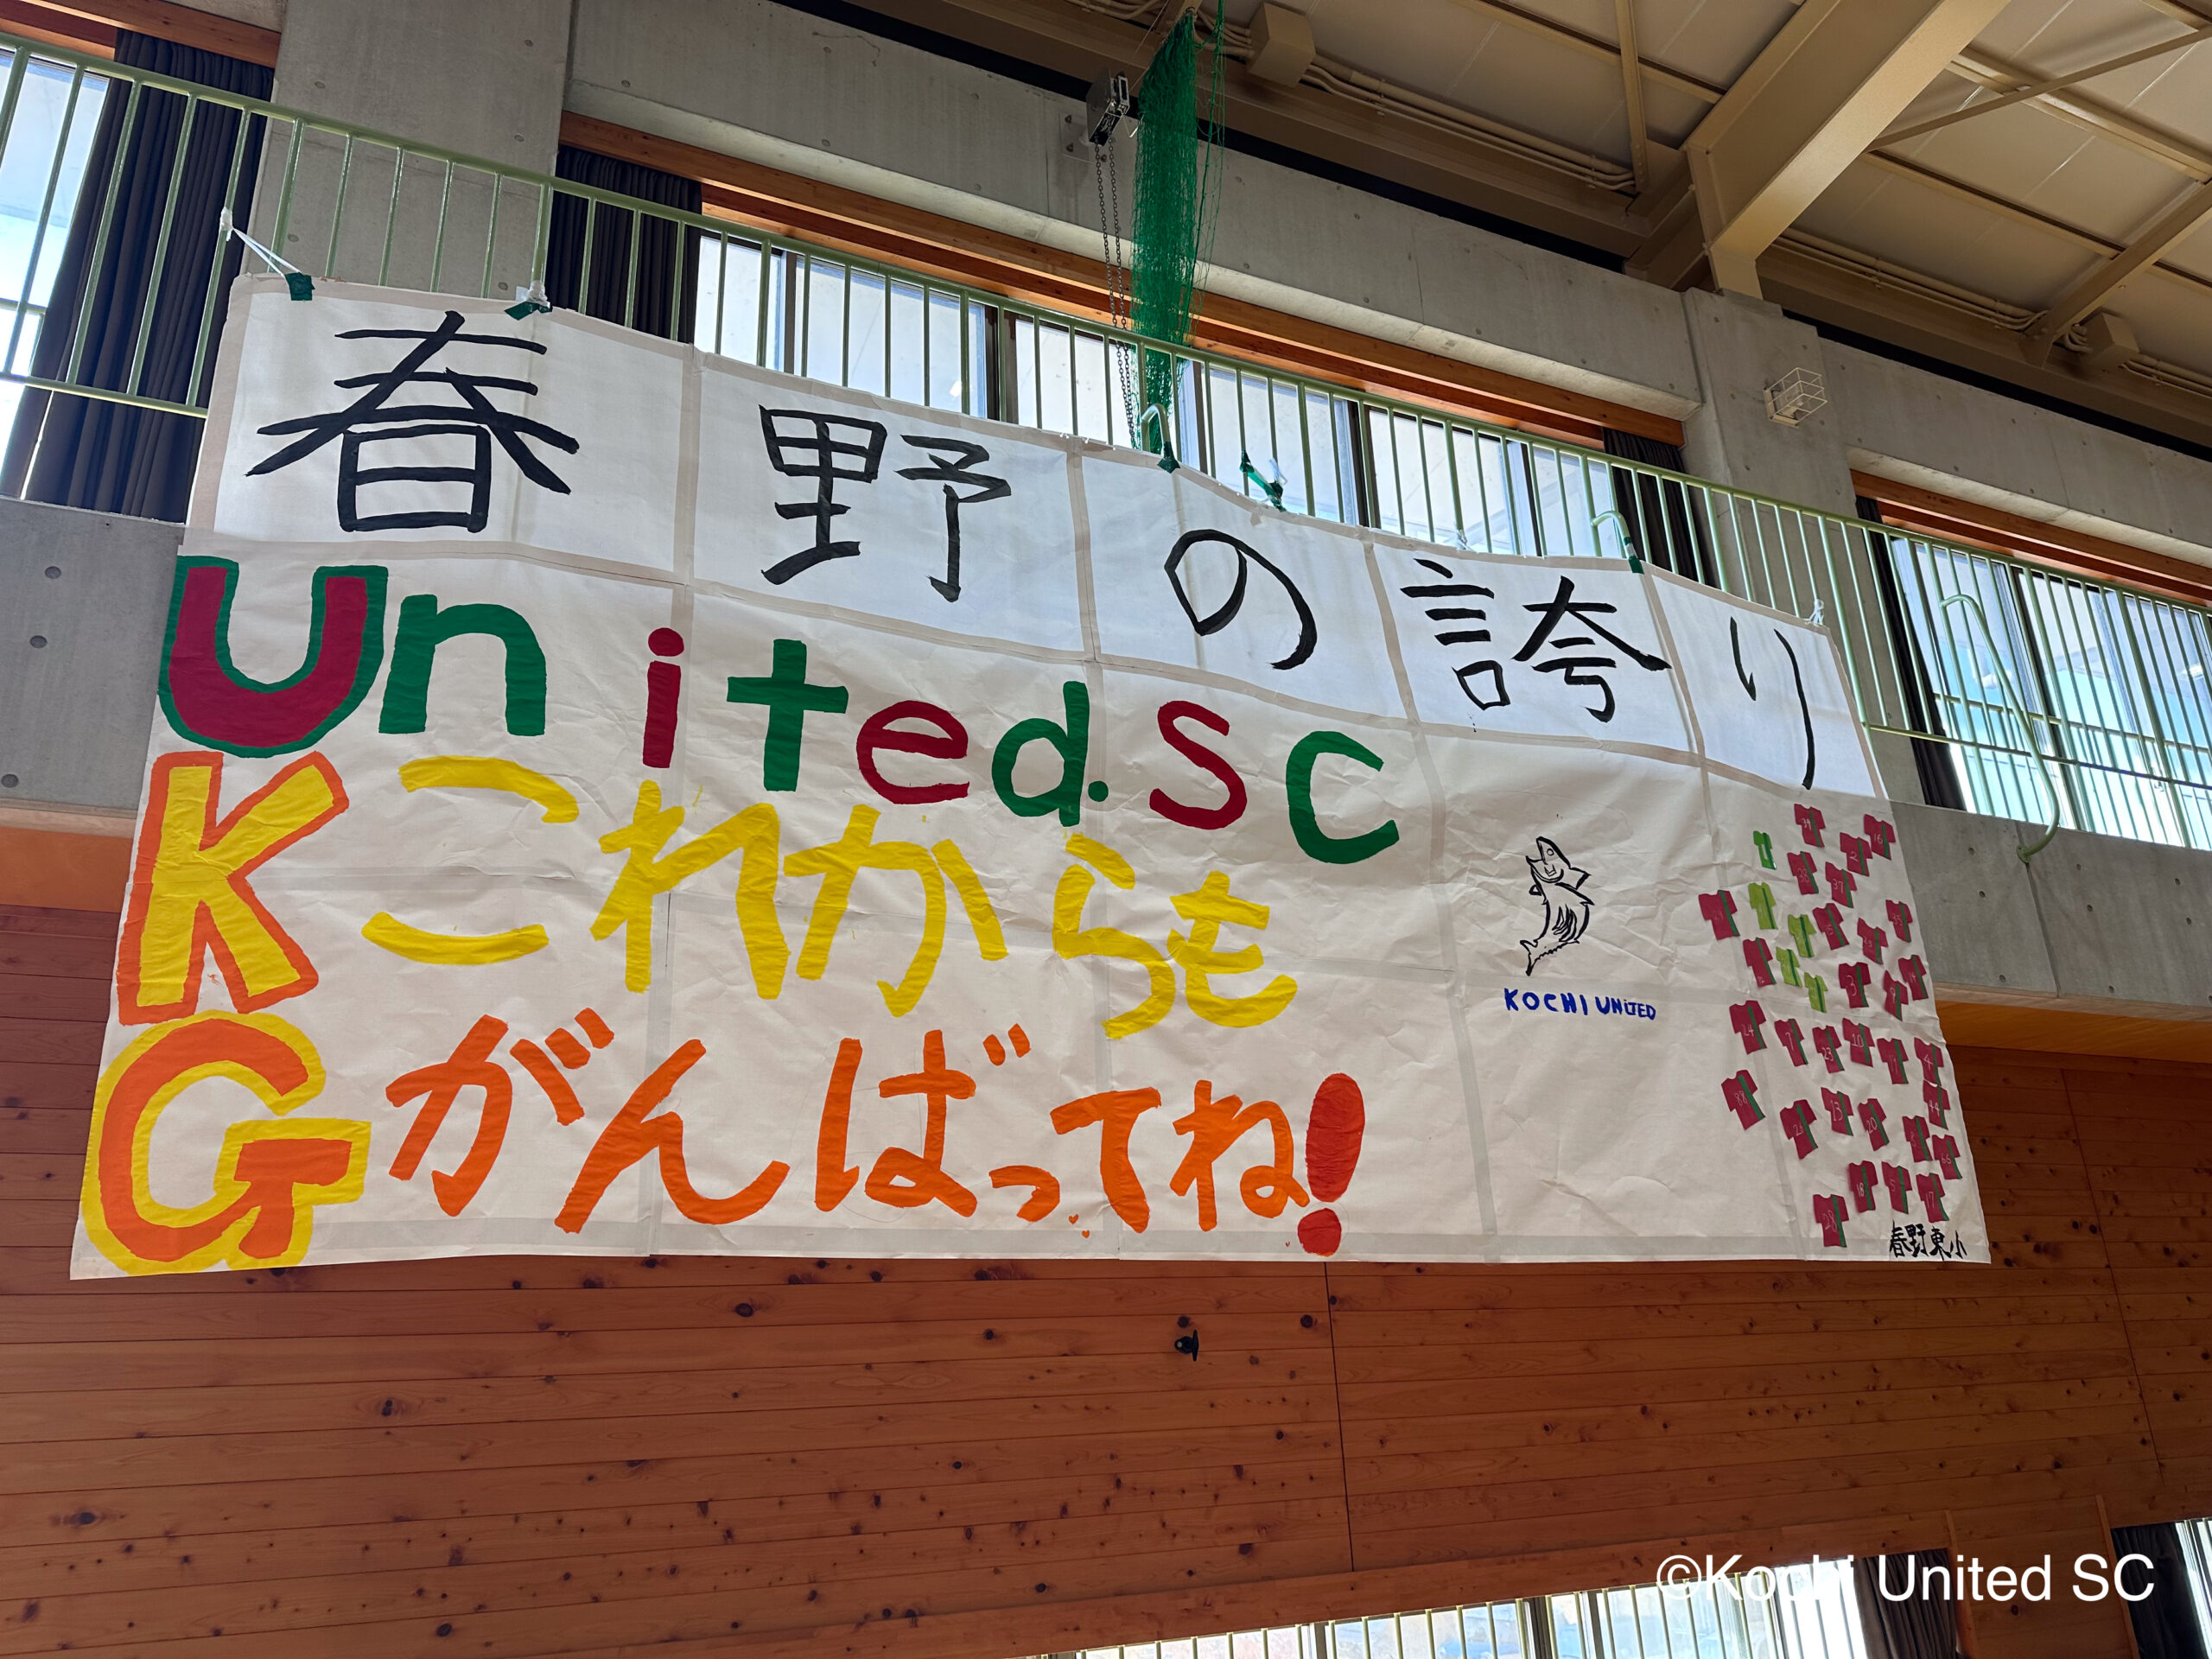 春野の誇り
United.SC
Kこれからも
Gがんばってね!
KOCHI UNiTED
春野東小
©Kochi United SC